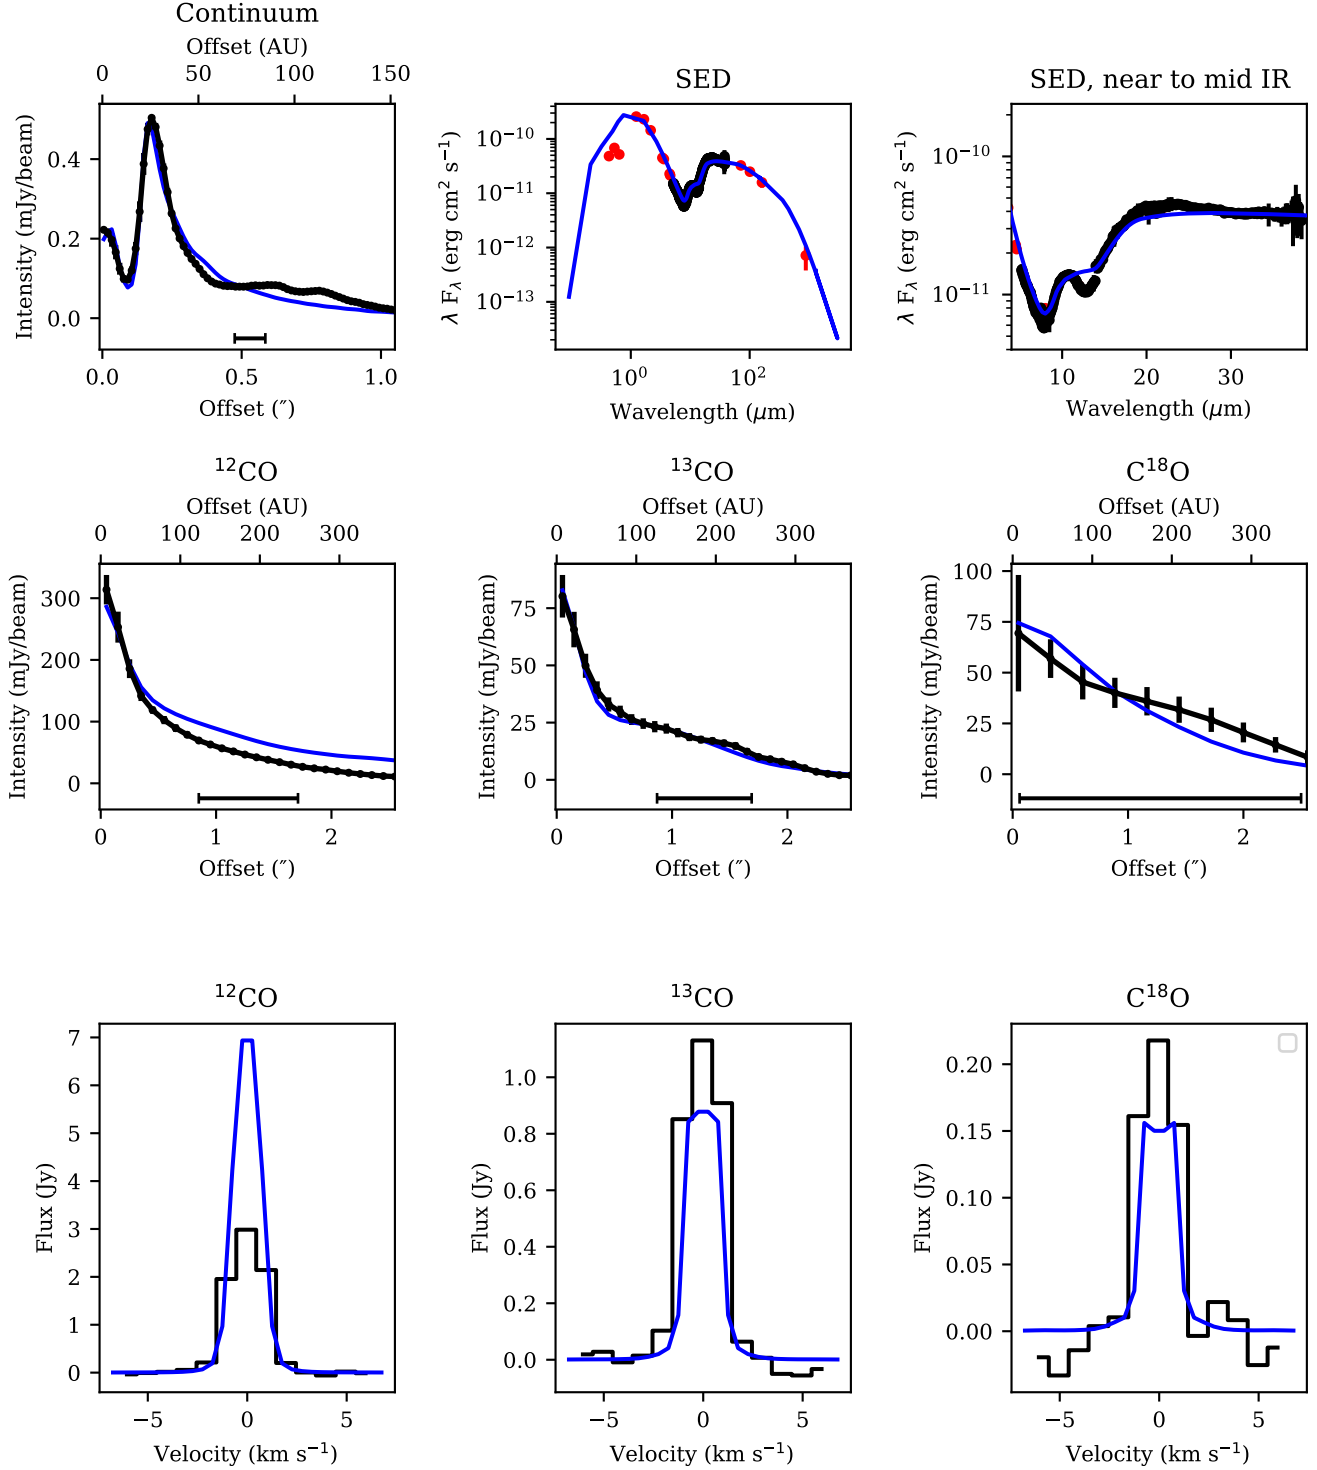 Continuum
Offset (AU)
0 50 100 150
Intensity (mJy/beam)
0.4
0.2
0.0
0.0 0.5 1.0
Offset (″)
SED
λ F_λ (erg cm² s⁻¹)
10⁻¹⁰
10⁻¹¹
10⁻¹²
10⁻¹³
10⁰ 10²
Wavelength (μm)
SED, near to mid IR
λ F_λ (erg cm² s⁻¹)
10⁻¹⁰
10⁻¹¹
10 20 30
Wavelength (μm)
¹²CO
Offset (AU)
0 100 200 300
Intensity (mJy/beam)
300
200
100
0
0 1 2
Offset (″)
¹³CO
Offset (AU)
0 100 200 300
Intensity (mJy/beam)
75
50
25
0
0 1 2
Offset (″)
C¹⁸O
Offset (AU)
0 100 200 300
Intensity (mJy/beam)
100
75
50
25
0
0 1 2
Offset (″)
¹²CO
Flux (Jy)
7
6
5
4
3
2
1
0
−5 0 5
Velocity (km s⁻¹)
¹³CO
Flux (Jy)
1.0
0.8
0.6
0.4
0.2
0.0
−5 0 5
Velocity (km s⁻¹)
C¹⁸O
Flux (Jy)
0.20
0.15
0.10
0.05
0.00
−5 0 5
Velocity (km s⁻¹)